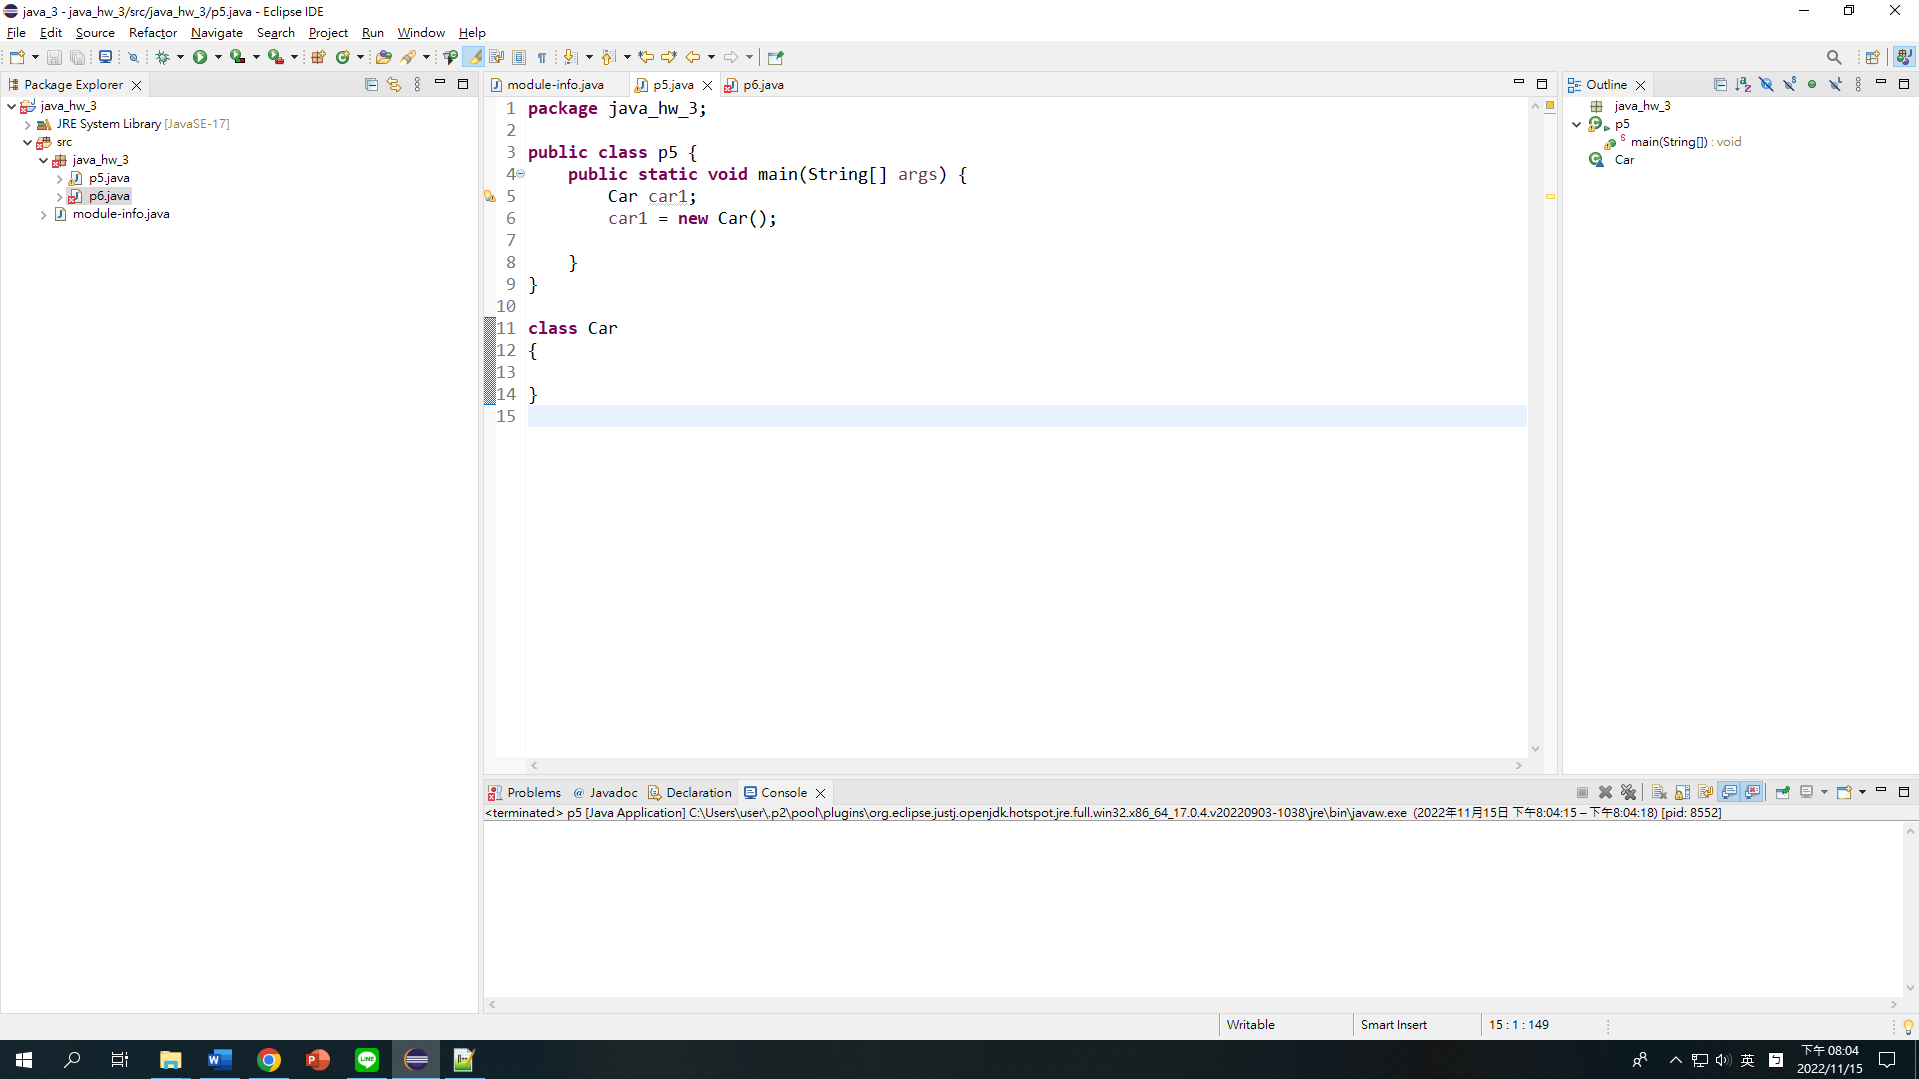 java_3 - java_hw_3/src/java_hw_3/p5.java - Eclipse IDE
File Edit Source Refactor Navigate Search Project Run Window Help
Package Explorer
java_hw_3
JRE System Library [JavaSE-17]
src
java_hw_3
p5.java
p6.java
module-info.java
module-info.java p5.java p6.java
1 package java_hw_3;
2
3 public class p5 {
4 public static void main(String[] args) {
5 Car car1;
6 car1 = new Car();
7
8 }
9 }
10
11 class Car
12 {
13
14 }
15
Outline
java_hw_3
p5
main(String[]) : void
Car
Problems @ Javadoc Declaration Console
<terminated> p5 [Java Application] C:\Users\user\.p2\pool\plugins\org.eclipse.justj.openjdk.hotspot.jre.full.win32.x86_64_17.0.4.v20220903-1038\jre\bin\javaw.exe (2022年11月15日 下午8:04:15 – 下午8:04:18) [pid: 8552]
Writable Smart Insert 15 : 1 : 149
英 下午 08:04
2022/11/15